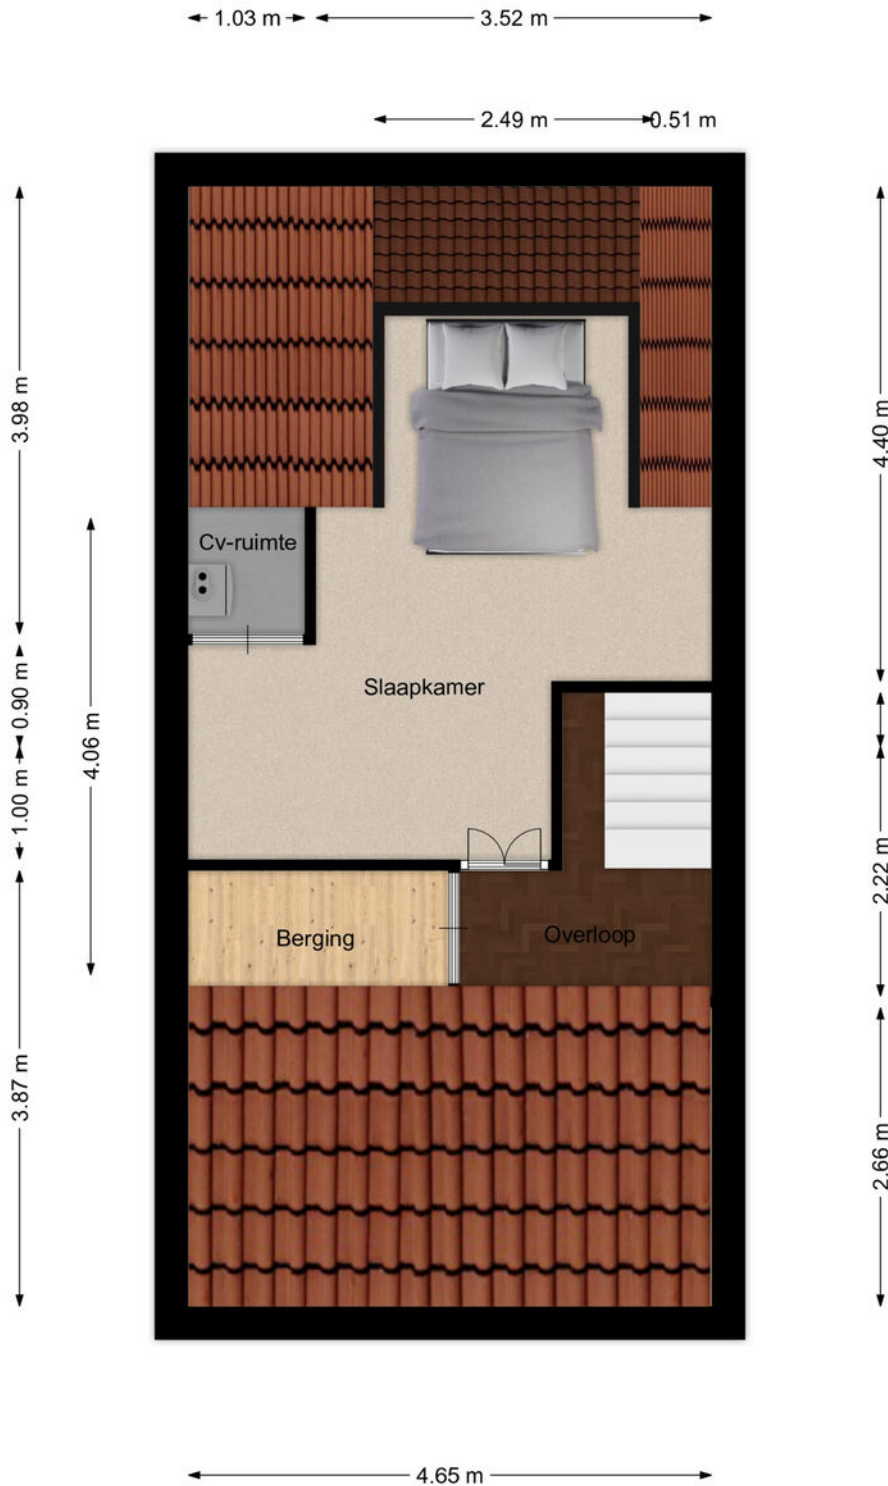 1.03 m
3.52 m
2.49 m
0.51 m
3.98 m
4.40 m
Cv-ruimte
0.90 m
Slaapkamer
4.06 m
1.00 m
2.22 m
Berging
Overloop
3.87 m
2.66 m
4.65 m